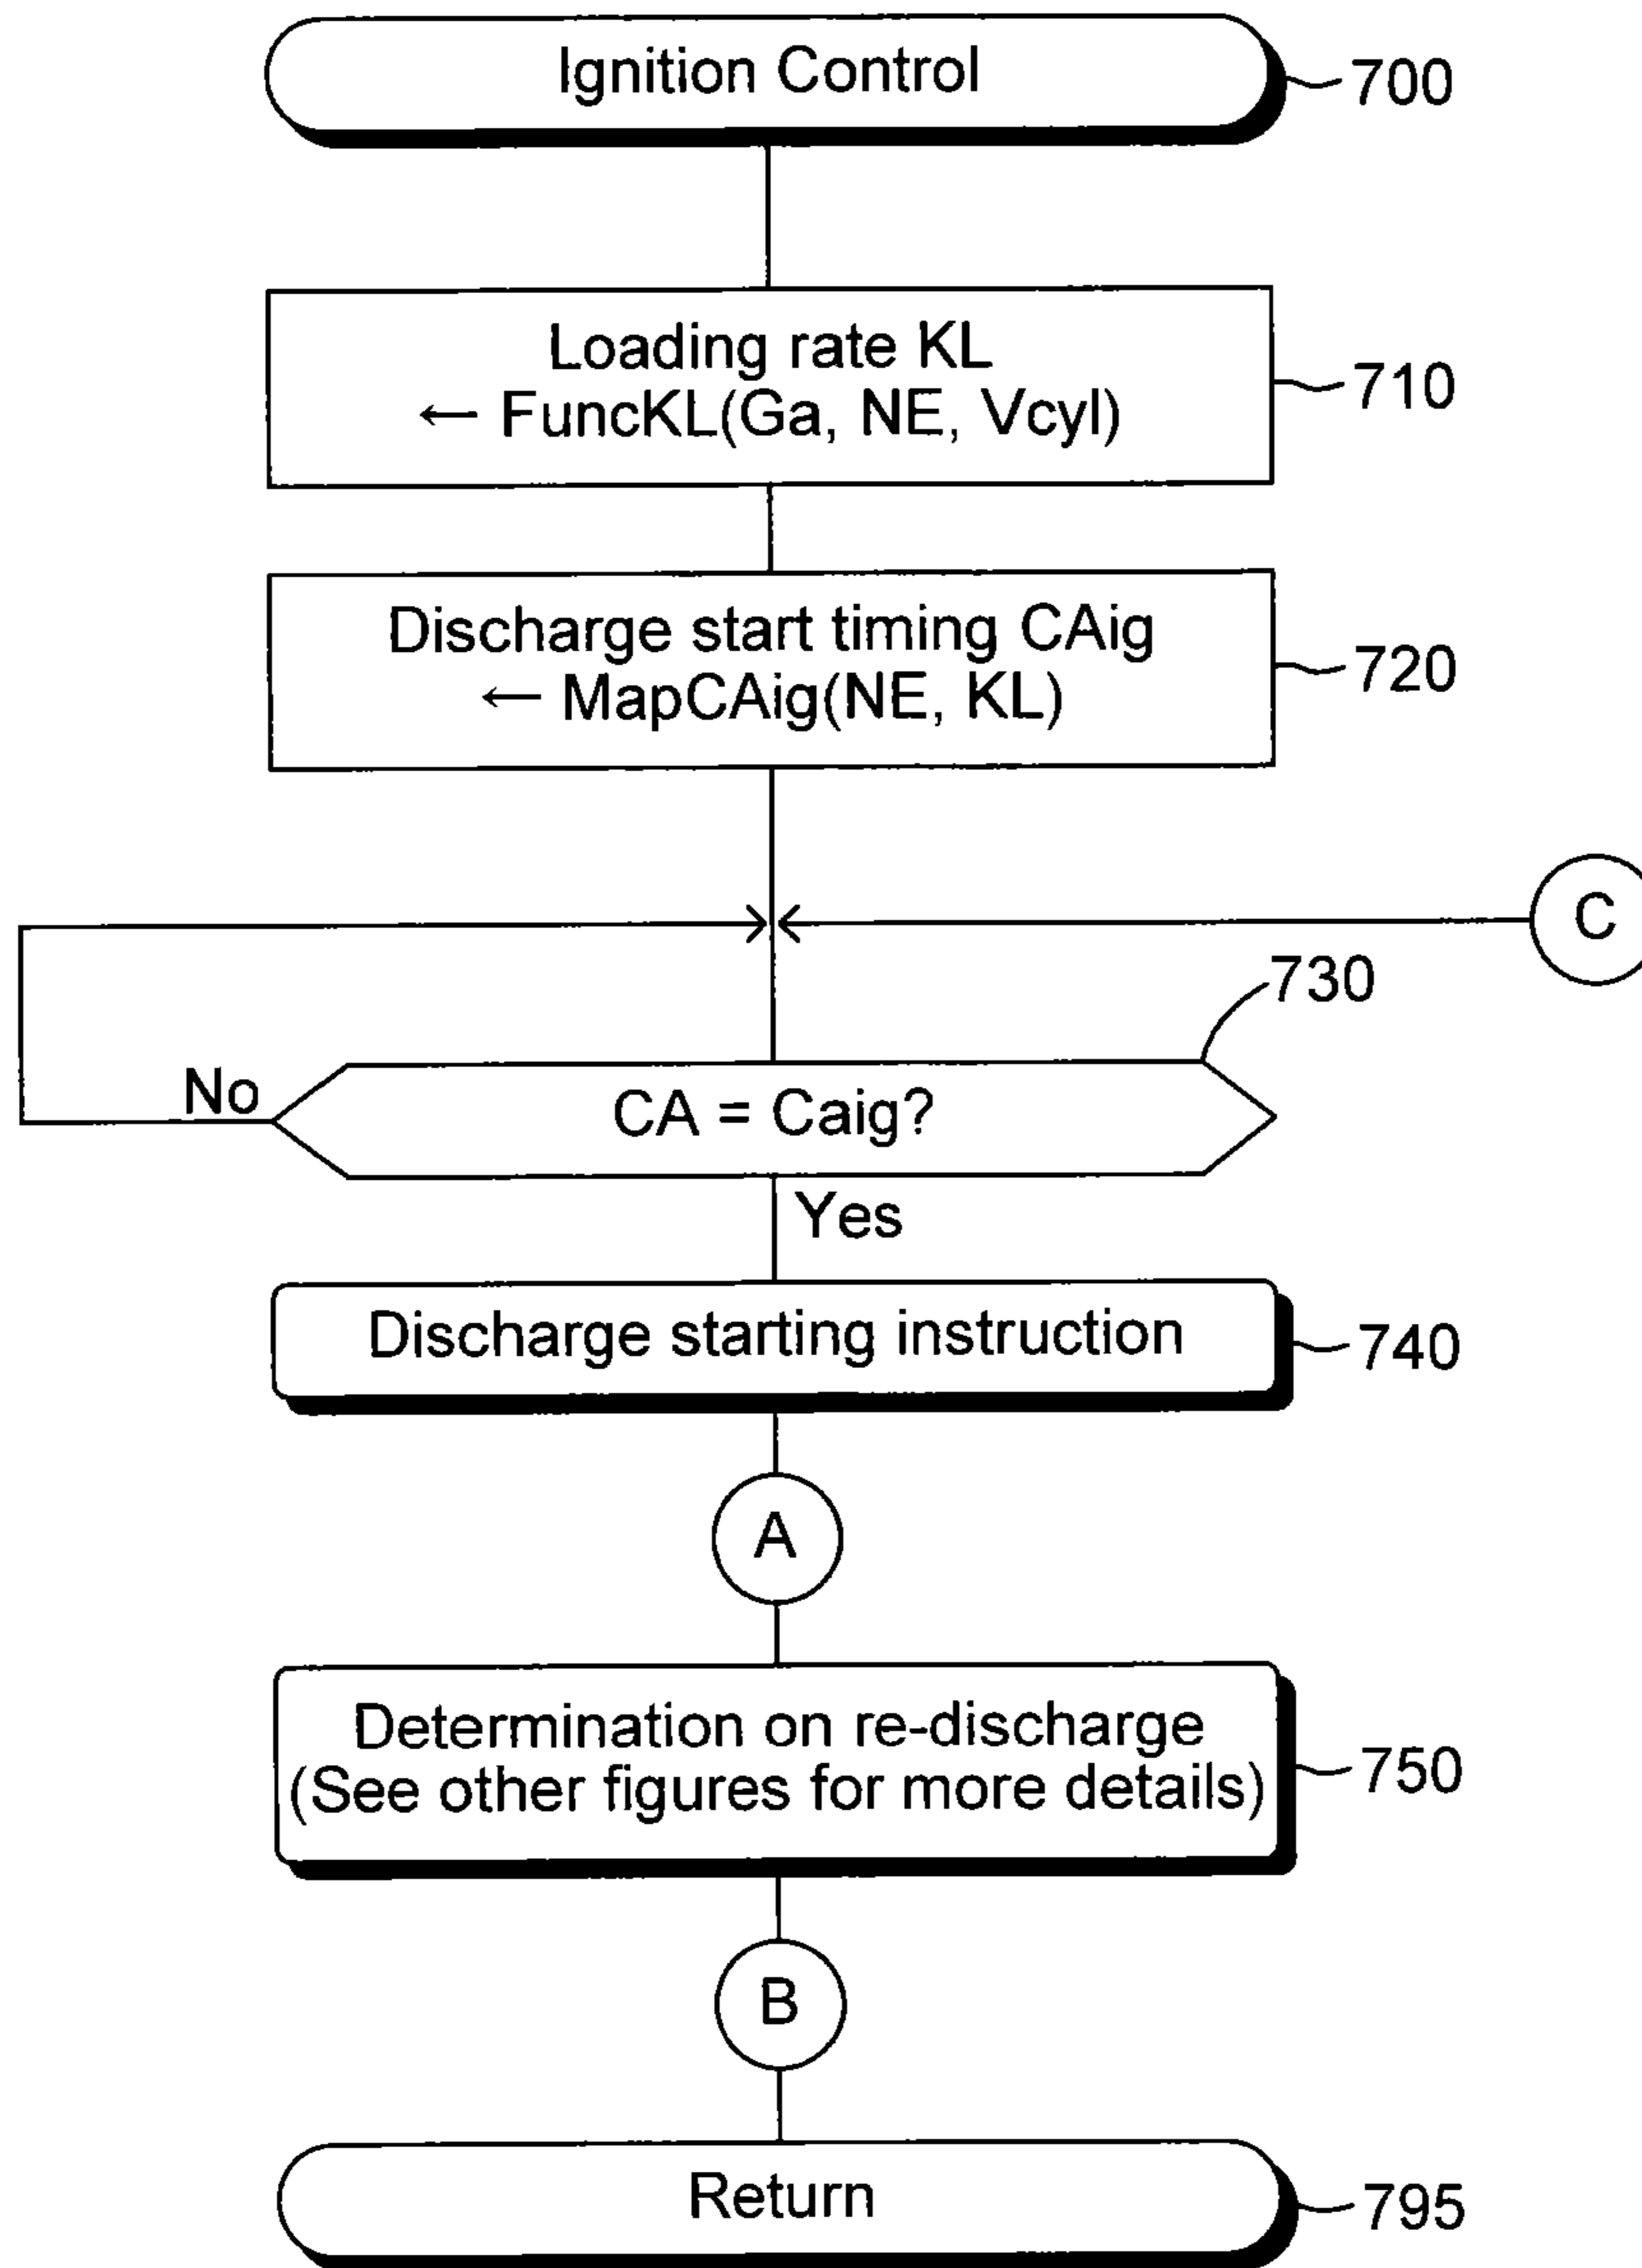 Ignition Control
700
Loading rate KL
← FuncKL(Ga, NE, Vcyl)
710
Discharge start timing CAig
← MapCAig(NE, KL)
720
C
730
No
CA = Caig?
Yes
Discharge starting instruction
740
A
Determination on re-discharge
(See other figures for more details)
750
B
Return
795